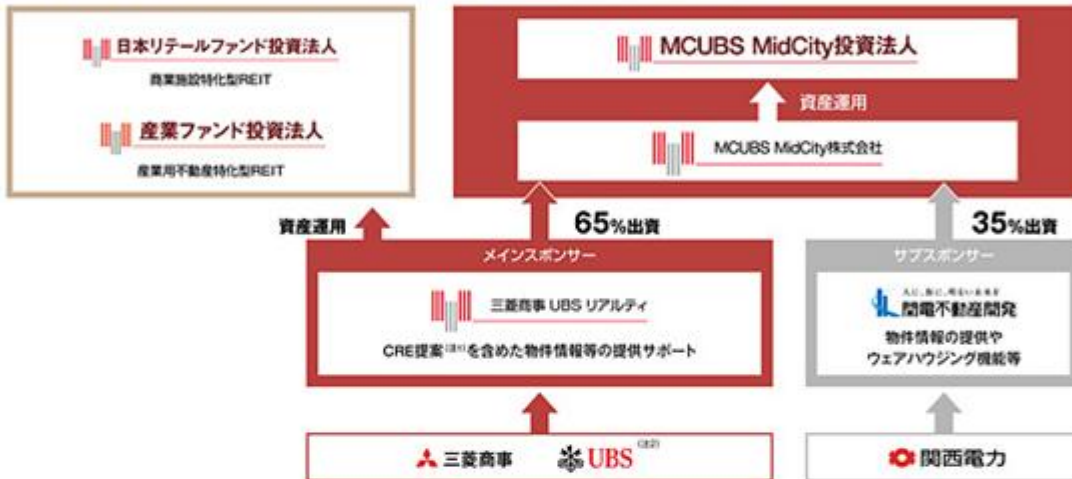 日本リテールファンド投資法人
商業施設特化型REIT
産業ファンド投資法人
産業用不動産特化型REIT
MCUBS MidCity投資法人
資産運用
MCUBS MidCity株式会社
資産運用
65%出資
35%出資
メインスポンサー
三菱商事 UBS リアルティ
CRE提案(注1)を含めた物件情報等の提供サポート
サブスポンサー
関電不動産開発
物件情報の提供や
ウェアハウジング機能等
三菱商事
UBS(注2)
関西電力